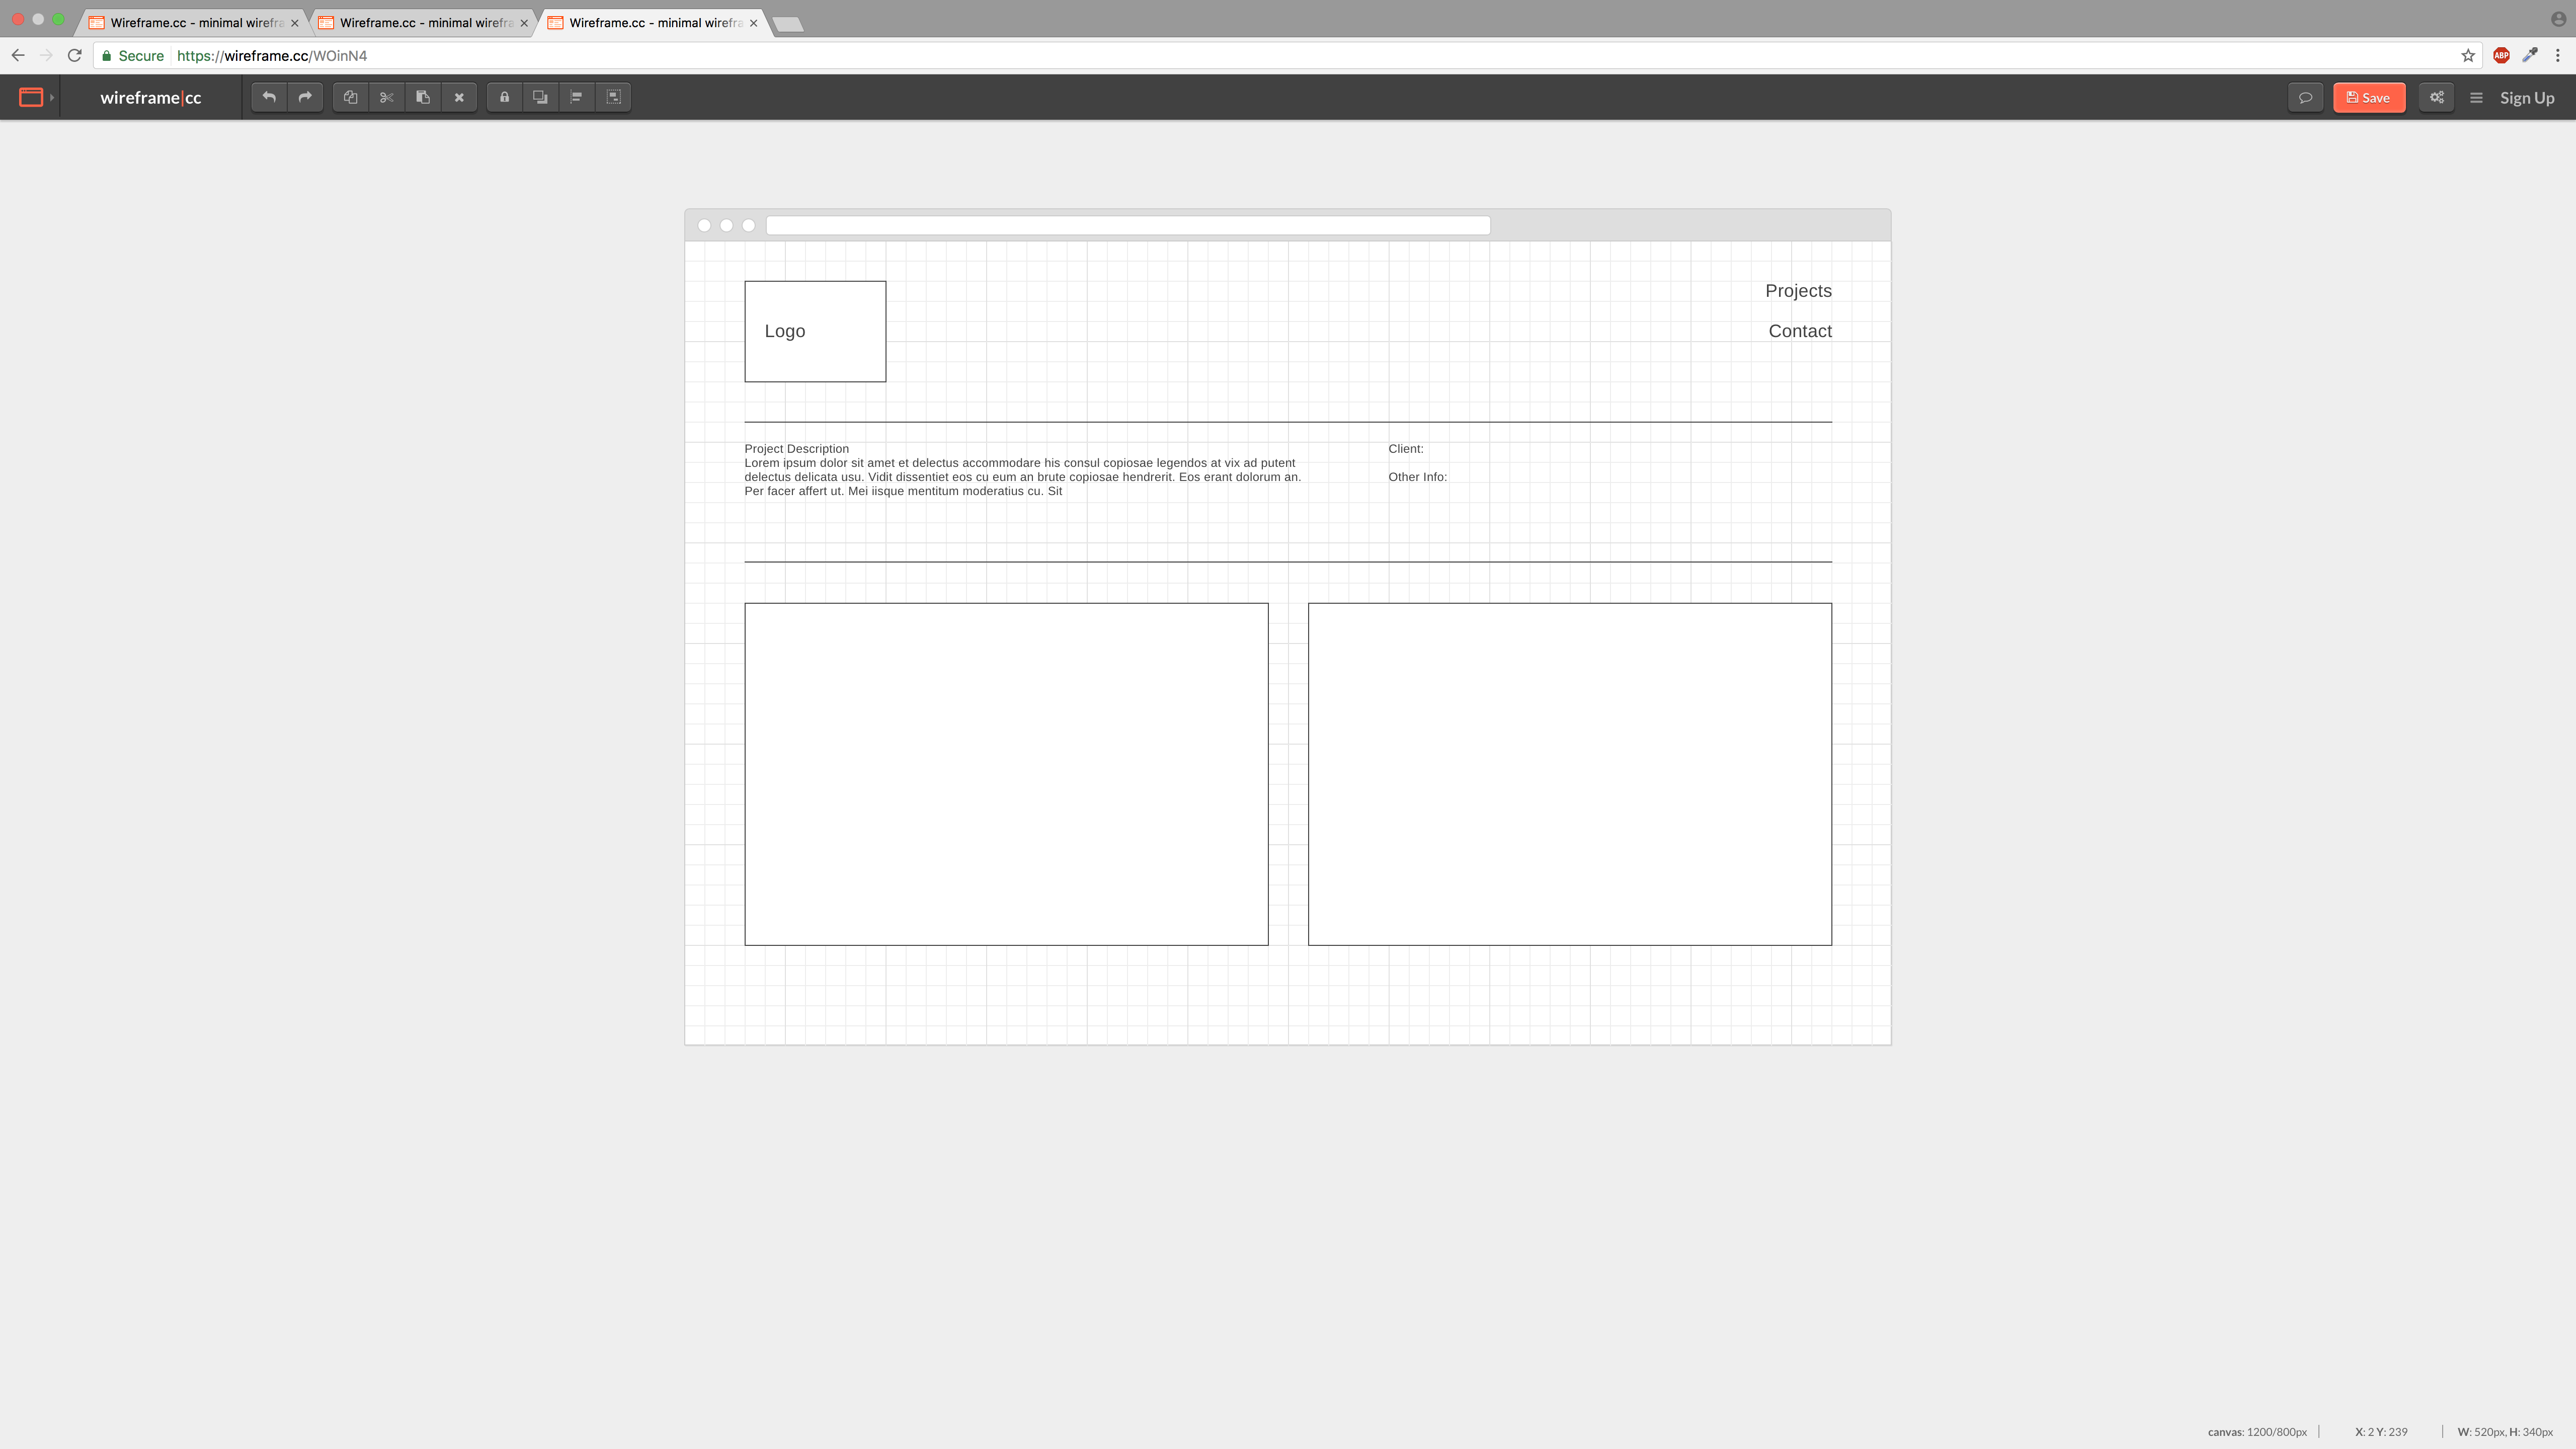 Wireframe.cc - minimal wirefra
Wireframe.cc - minimal wirefra
Wireframe.cc - minimal wirefra
Secure https://wireframe.cc/WOinN4
ABP
wireframe|cc
Save
Sign Up
Projects
Logo
Contact
Project Description
Lorem ipsum dolor sit amet et delectus accommodare his consul copiosae legendos at vix ad putent
delectus delicata usu. Vidit dissentiet eos cu eum an brute copiosae hendrerit. Eos erant dolorum an.
Per facer affert ut. Mei iisque mentitum moderatius cu. Sit
Client:
Other Info:
canvas: 1200/800px
X: 2 Y: 239
W: 520px, H: 340px